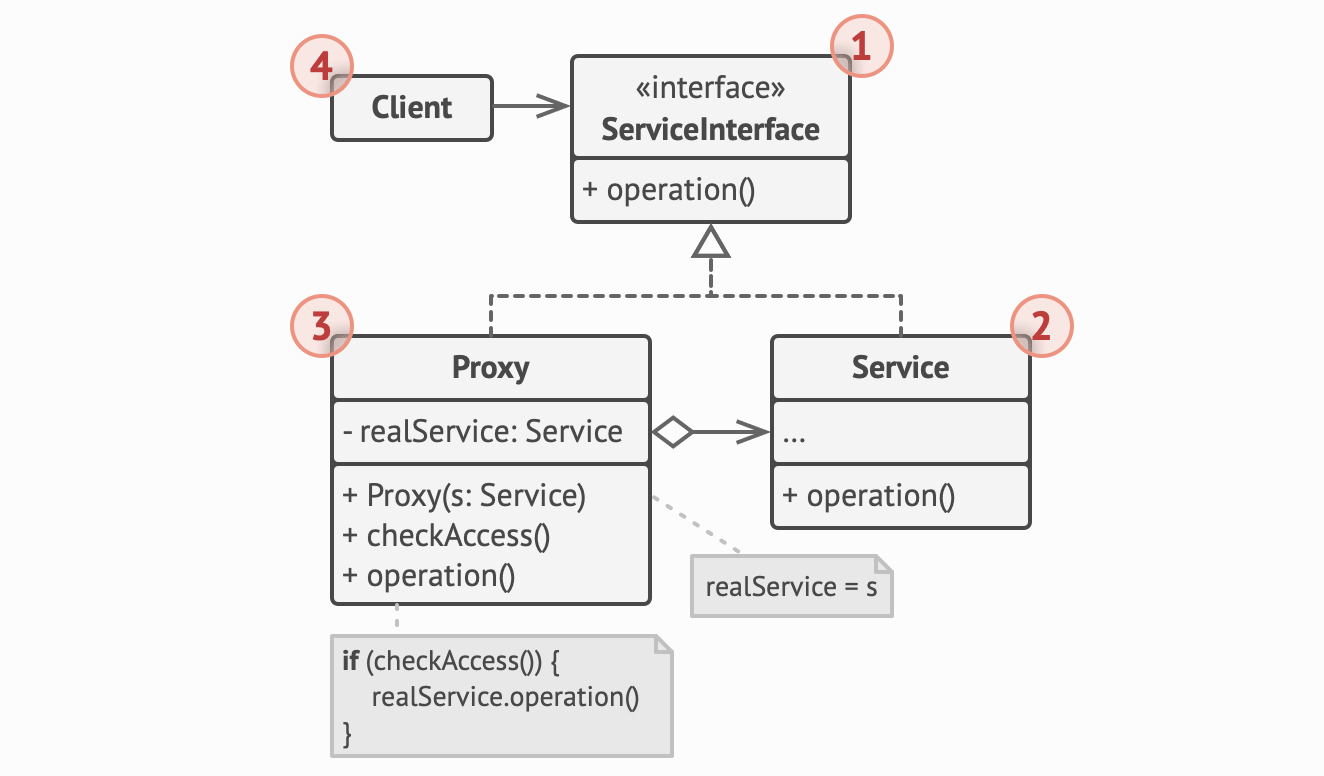 4
Client
1
«interface»
ServiceInterface
+ operation()
3
Proxy
- realService: Service
+ Proxy(s: Service)
+ checkAccess()
+ operation()
2
Service
...
+ operation()
realService = s
if (checkAccess()) {
realService.operation()
}